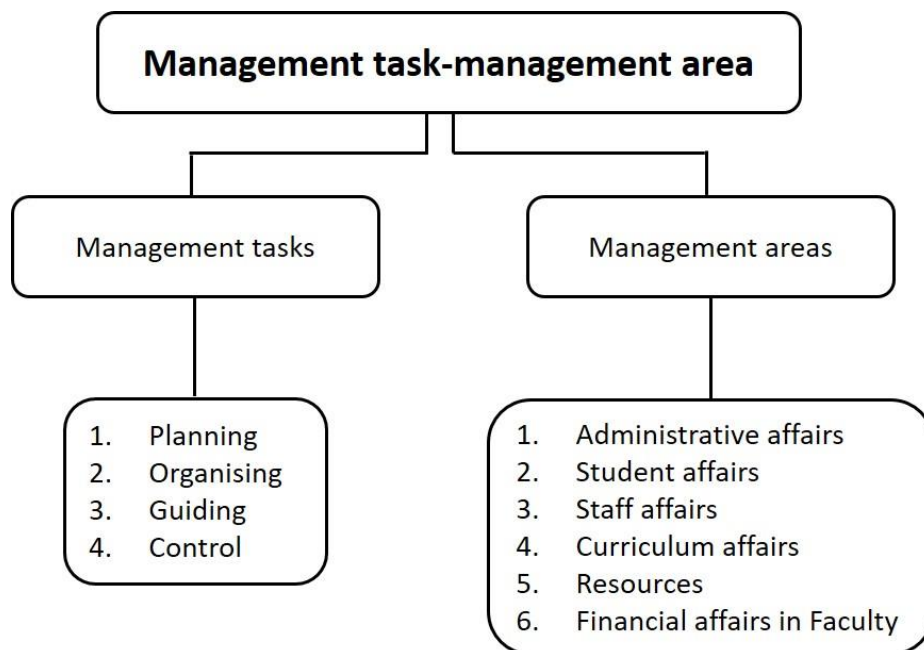 Management task-management area
Management tasks
Management areas
1. Planning
2. Organising
3. Guiding
4. Control
1. Administrative affairs
2. Student affairs
3. Staff affairs
4. Curriculum affairs
5. Resources
6. Financial affairs in Faculty